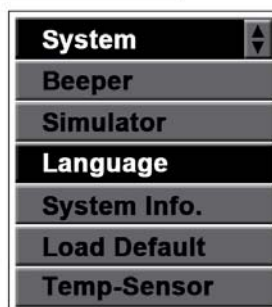 System
Beeper
Simulator
Language
System Info.
Load Default
Temp-Sensor